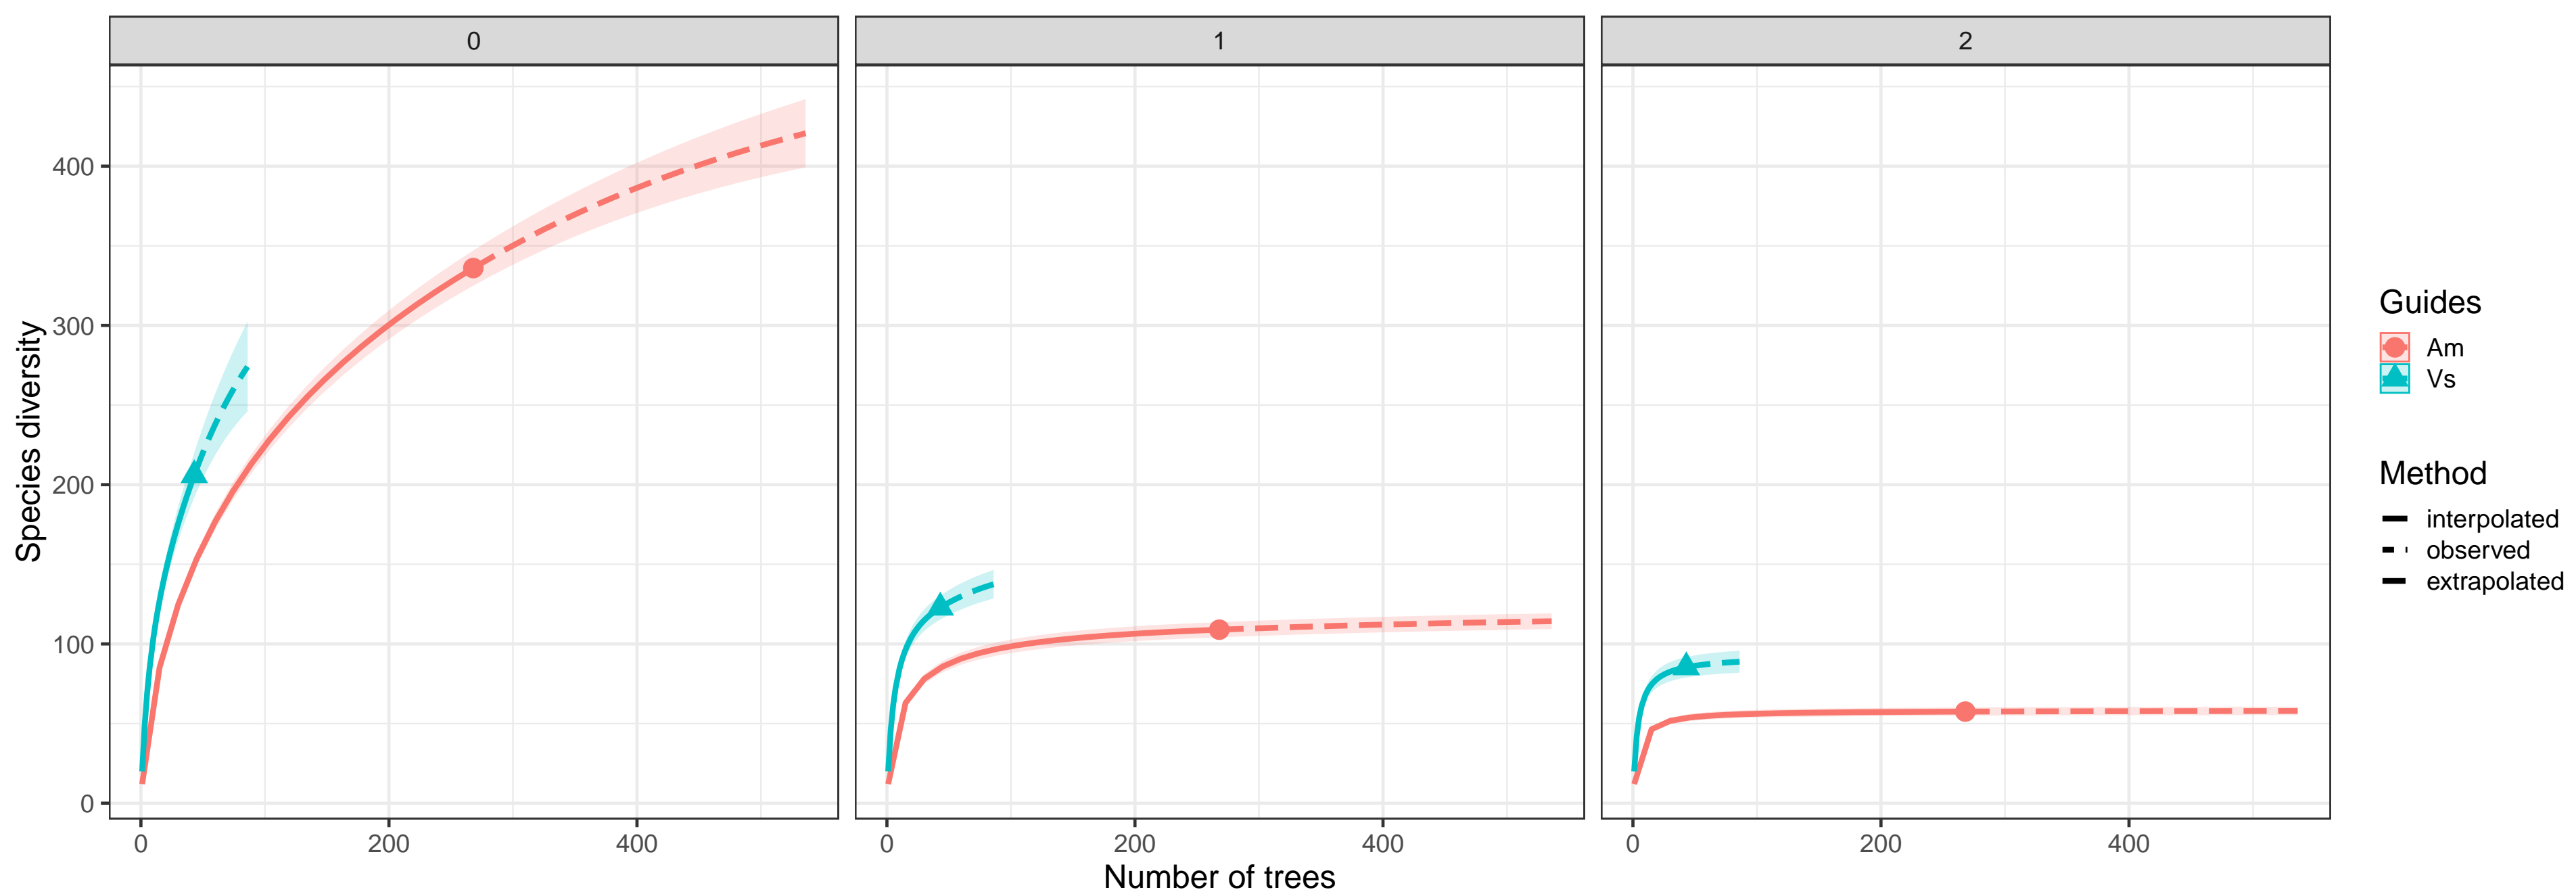 0
1
2
Species diversity
400
300
200
100
0
0
200
400
0
200
400
0
200
400
Number of trees
Guides
Am
Vs
Method
interpolated
observed
extrapolated